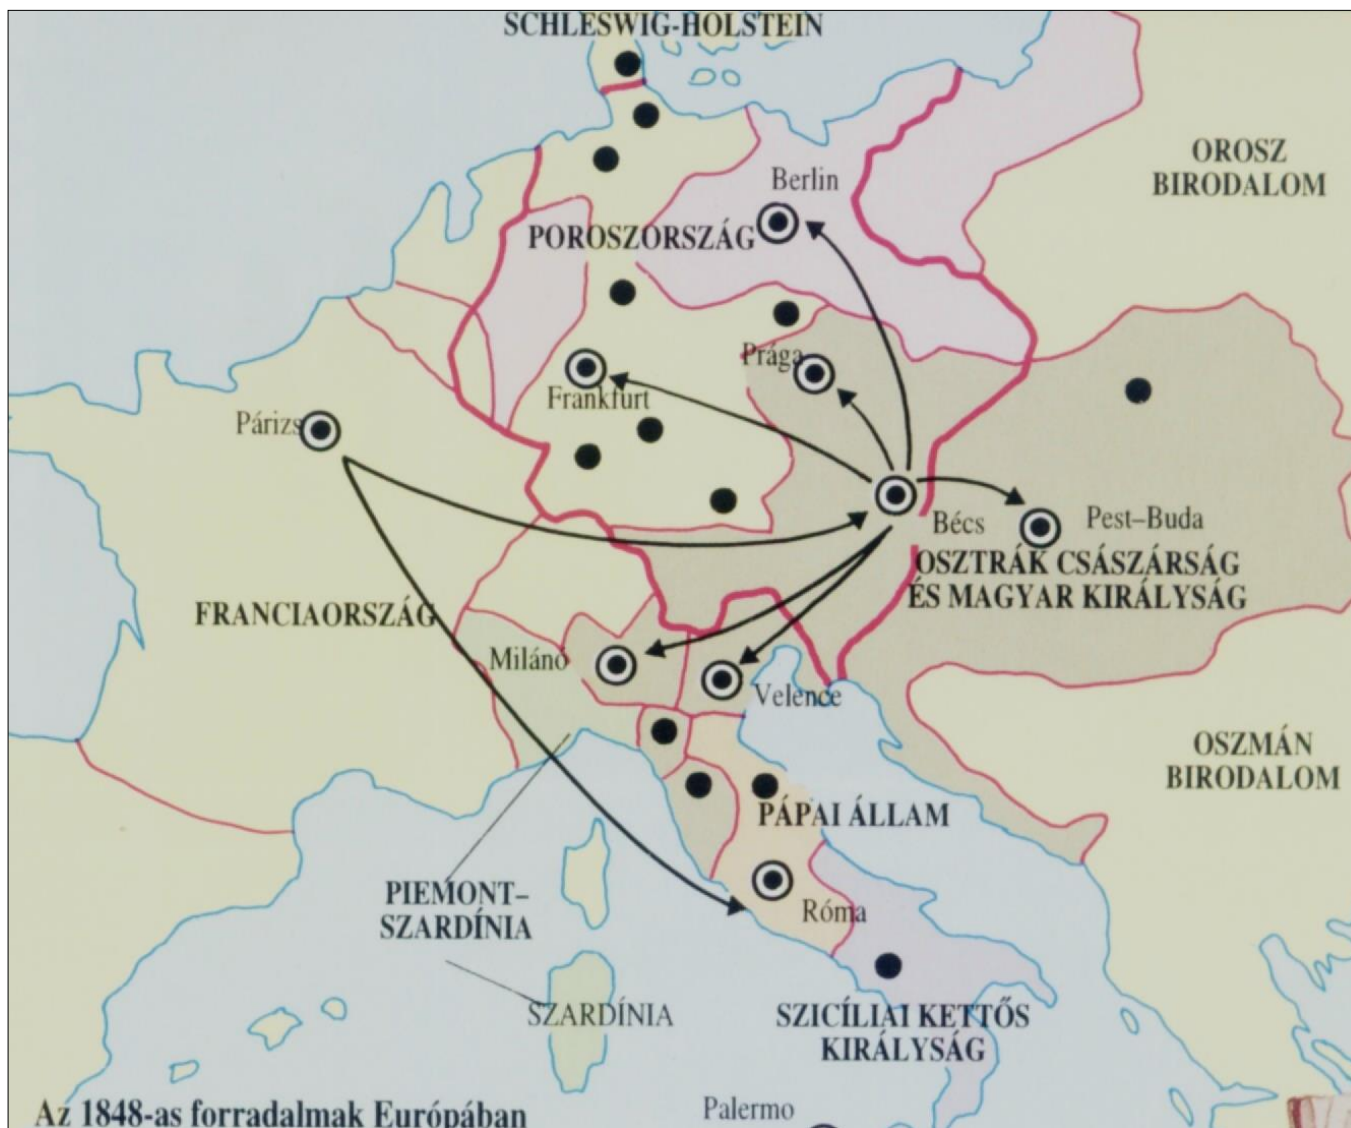 SCHLESWIG-HOLSTEIN
OROSZ
BIRODALOM
Berlin
POROSZORSZÁG
Prága
Frankfurt
Párizs
Bécs
Pest–Buda
OSZTRÁK CSÁSZÁRSÁG
ÉS MAGYAR KIRÁLYSÁG
FRANCIAORSZÁG
Milánó
Velence
OSZMÁN
BIRODALOM
PÁPAI ÁLLAM
PIEMONT–
SZARDÍNIA
Róma
SZARDÍNIA
SZICÍLIAI KETTŐS
KIRÁLYSÁG
Palermo
Az 1848-as forradalmak Európában